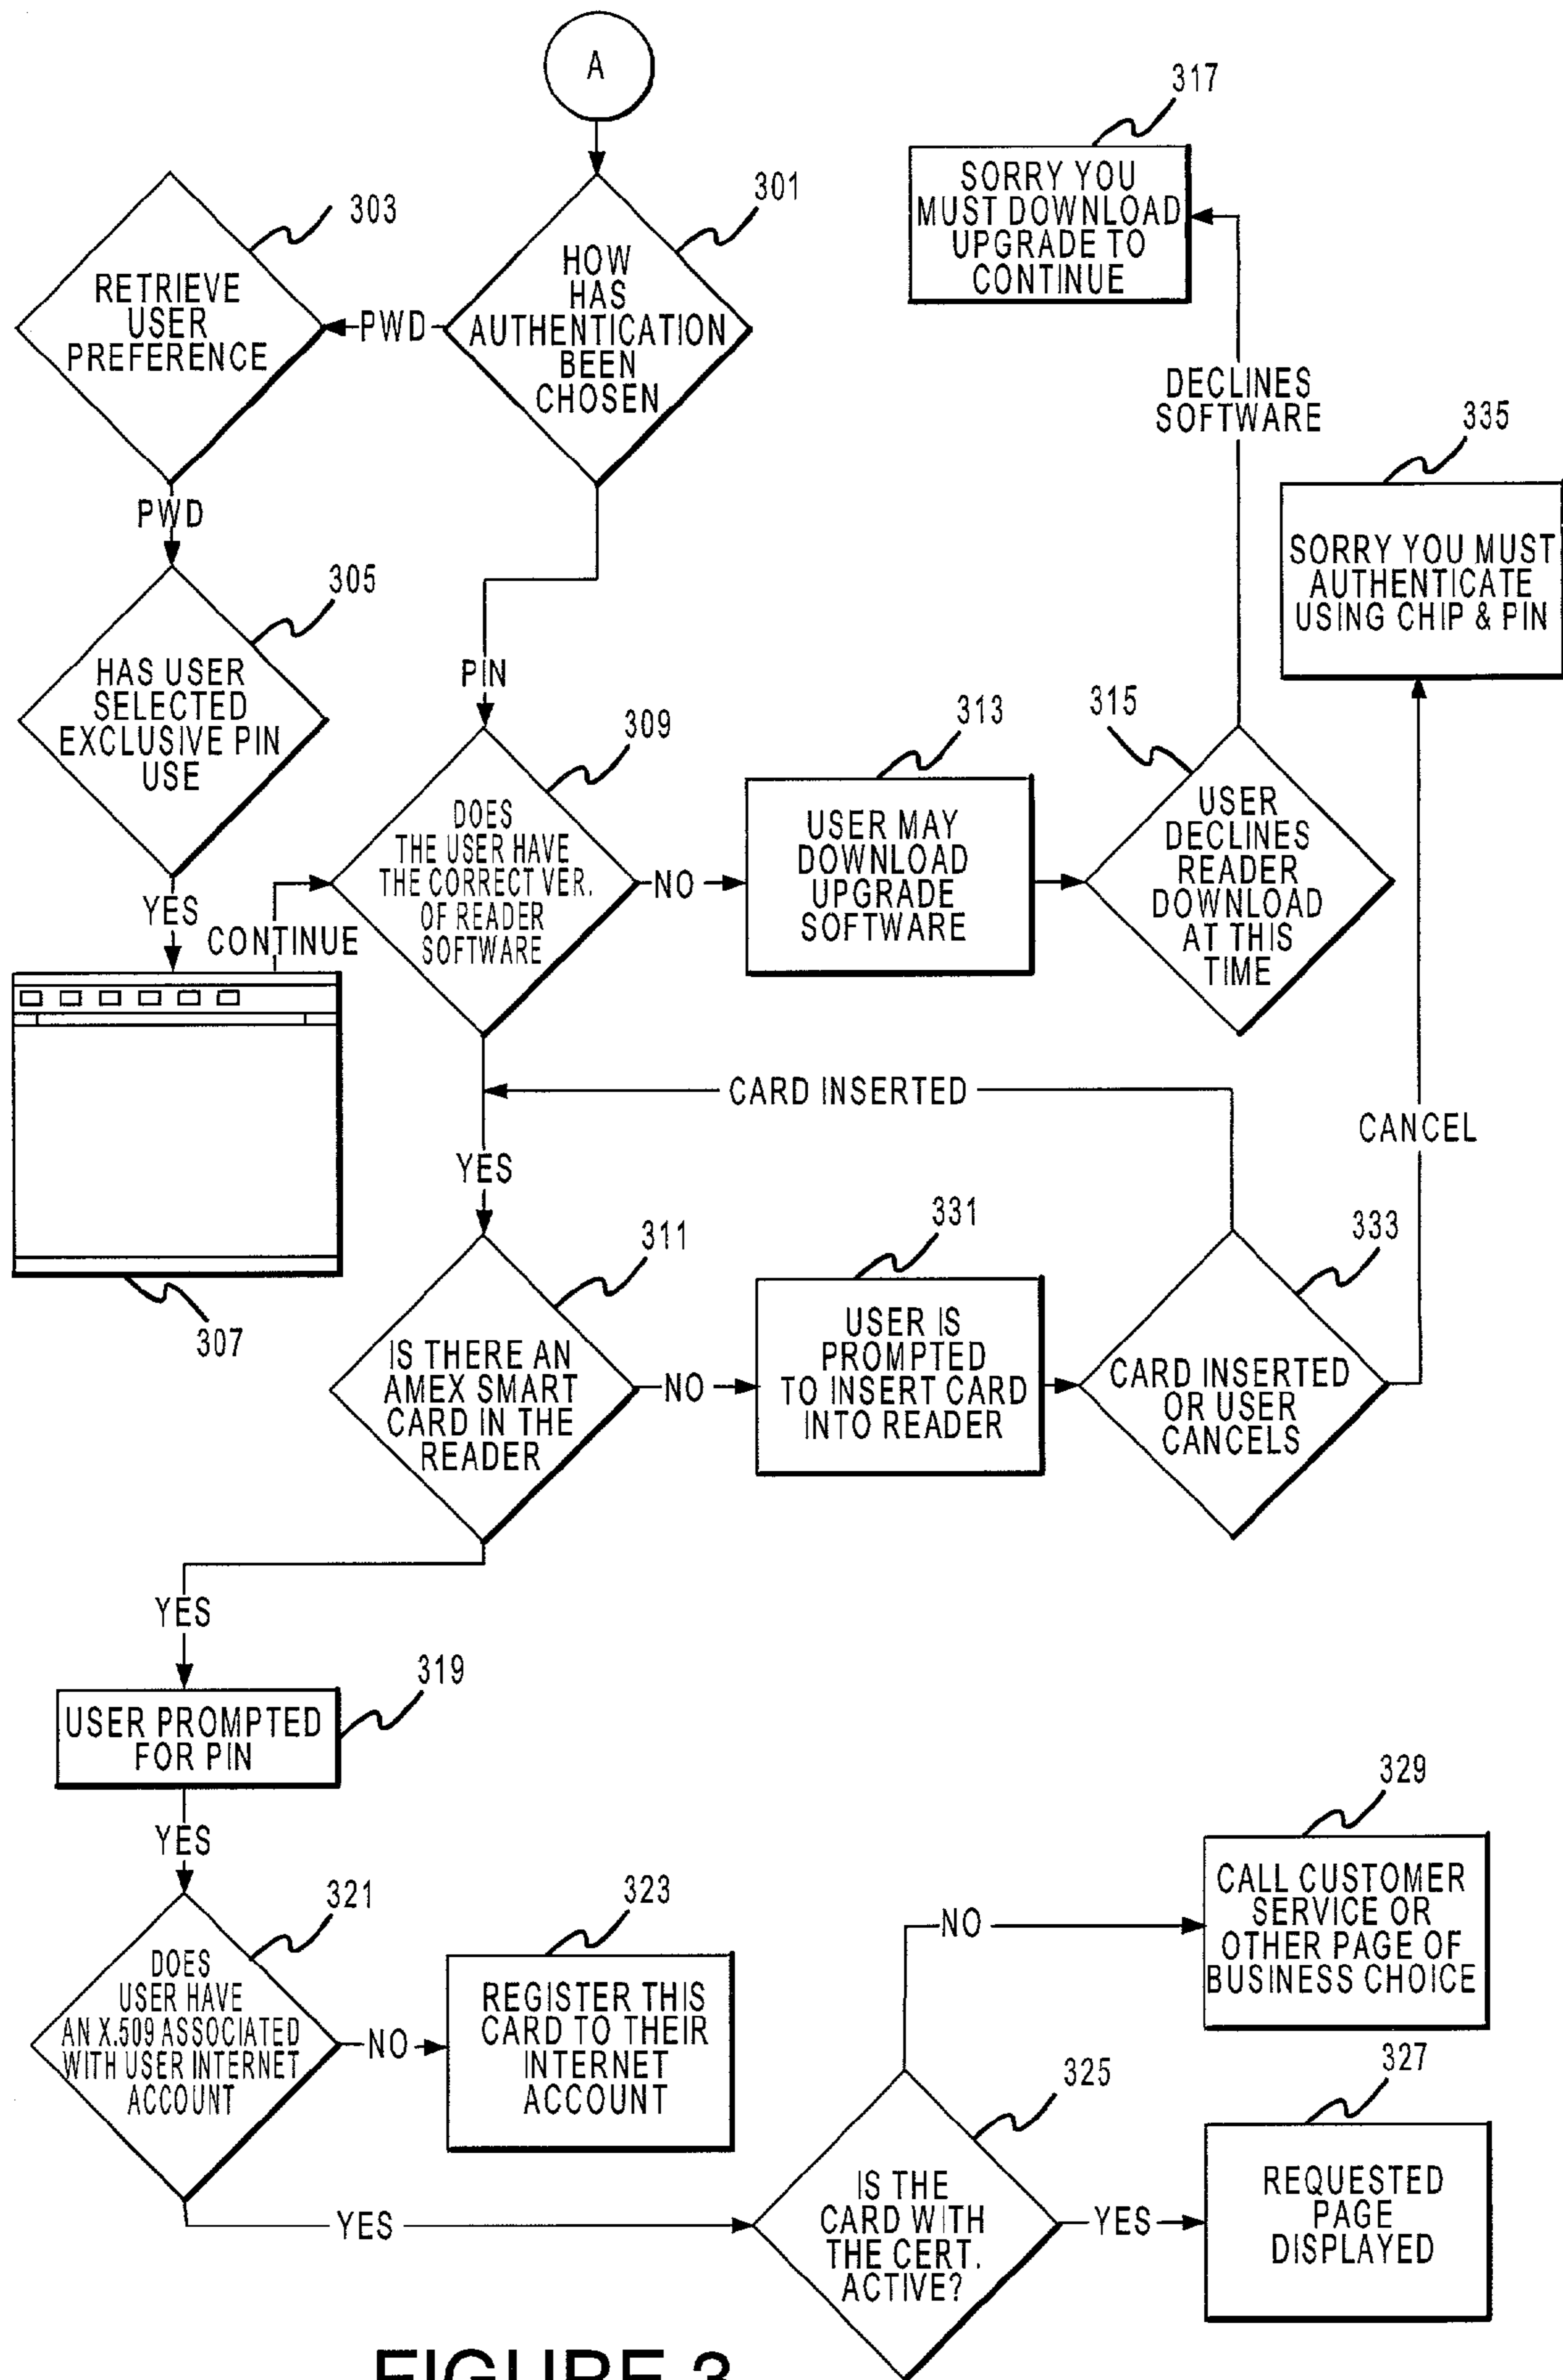 A
317
SORRY YOU
MUST DOWNLOAD
UPGRADE TO
CONTINUE
303
301
RETRIEVE
USER
PREFERENCE
PWD
HOW
HAS
AUTHENTICATION
BEEN
CHOSEN
DECLINES
SOFTWARE
335
SORRY YOU MUST
AUTHENTICATE
USING CHIP & PIN
PWD
305
HAS USER
SELECTED
EXCLUSIVE PIN
USE
PIN
309
DOES
THE USER HAVE
THE CORRECT VER.
OF READER
SOFTWARE
NO
313
USER MAY
DOWNLOAD
UPGRADE
SOFTWARE
315
USER
DECLINES
READER
DOWNLOAD
AT THIS
TIME
YES
CONTINUE
307
CARD INSERTED
CANCEL
YES
311
IS THERE AN
AMEX SMART
CARD IN THE
READER
NO
331
USER IS
PROMPTED
TO INSERT CARD
INTO READER
333
CARD INSERTED
OR USER
CANCELS
YES
319
USER PROMPTED
FOR PIN
YES
321
DOES
USER HAVE
AN X.509 ASSOCIATED
WITH USER INTERNET
ACCOUNT
NO
323
REGISTER THIS
CARD TO THEIR
INTERNET
ACCOUNT
329
CALL CUSTOMER
SERVICE OR
OTHER PAGE OF
BUSINESS CHOICE
NO
325
IS THE
CARD WITH
THE CERT.
ACTIVE?
YES
YES
327
REQUESTED
PAGE
DISPLAYED
FIGURE 3